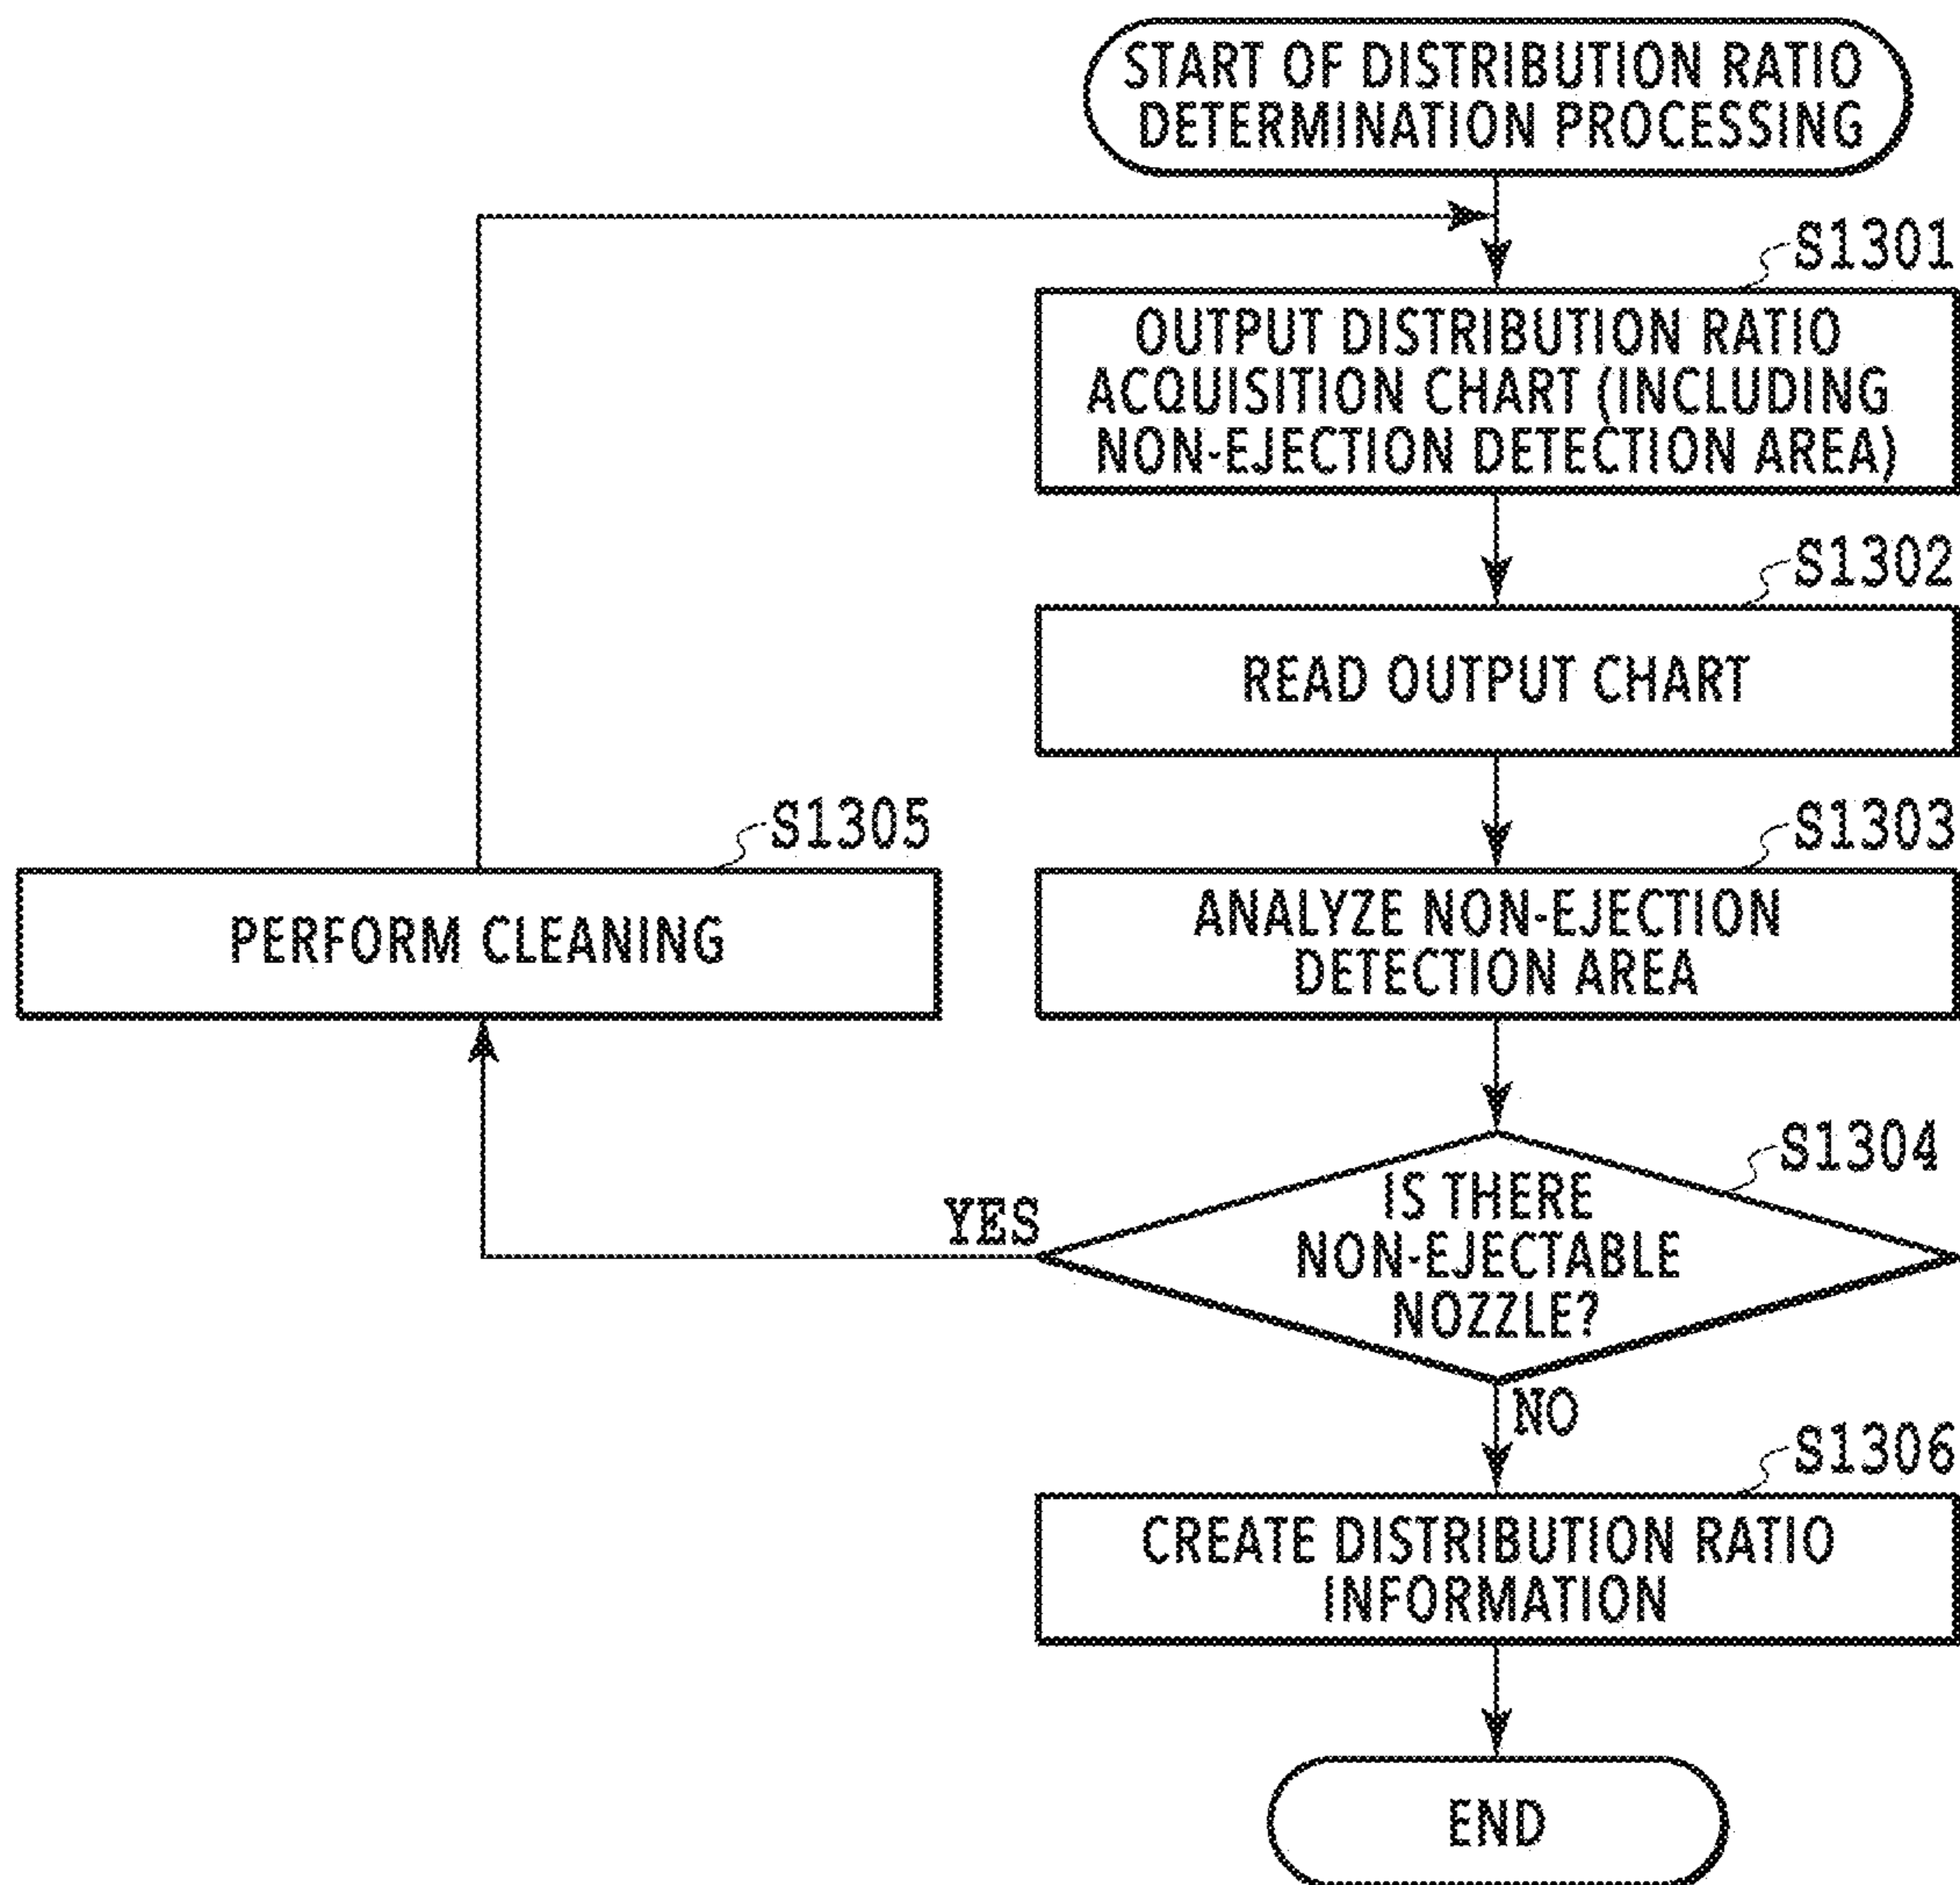 START OF DISTRIBUTION RATIO
DETERMINATION PROCESSING
S1301
OUTPUT DISTRIBUTION RATIO
ACQUISITION CHART (INCLUDING
NON-EJECTION DETECTION AREA)
S1302
READ OUTPUT CHART
S1303
ANALYZE NON-EJECTION
DETECTION AREA
S1305
PERFORM CLEANING
S1304
IS THERE
NON-EJECTABLE
NOZZLE?
YES
NO
S1306
CREATE DISTRIBUTION RATIO
INFORMATION
END